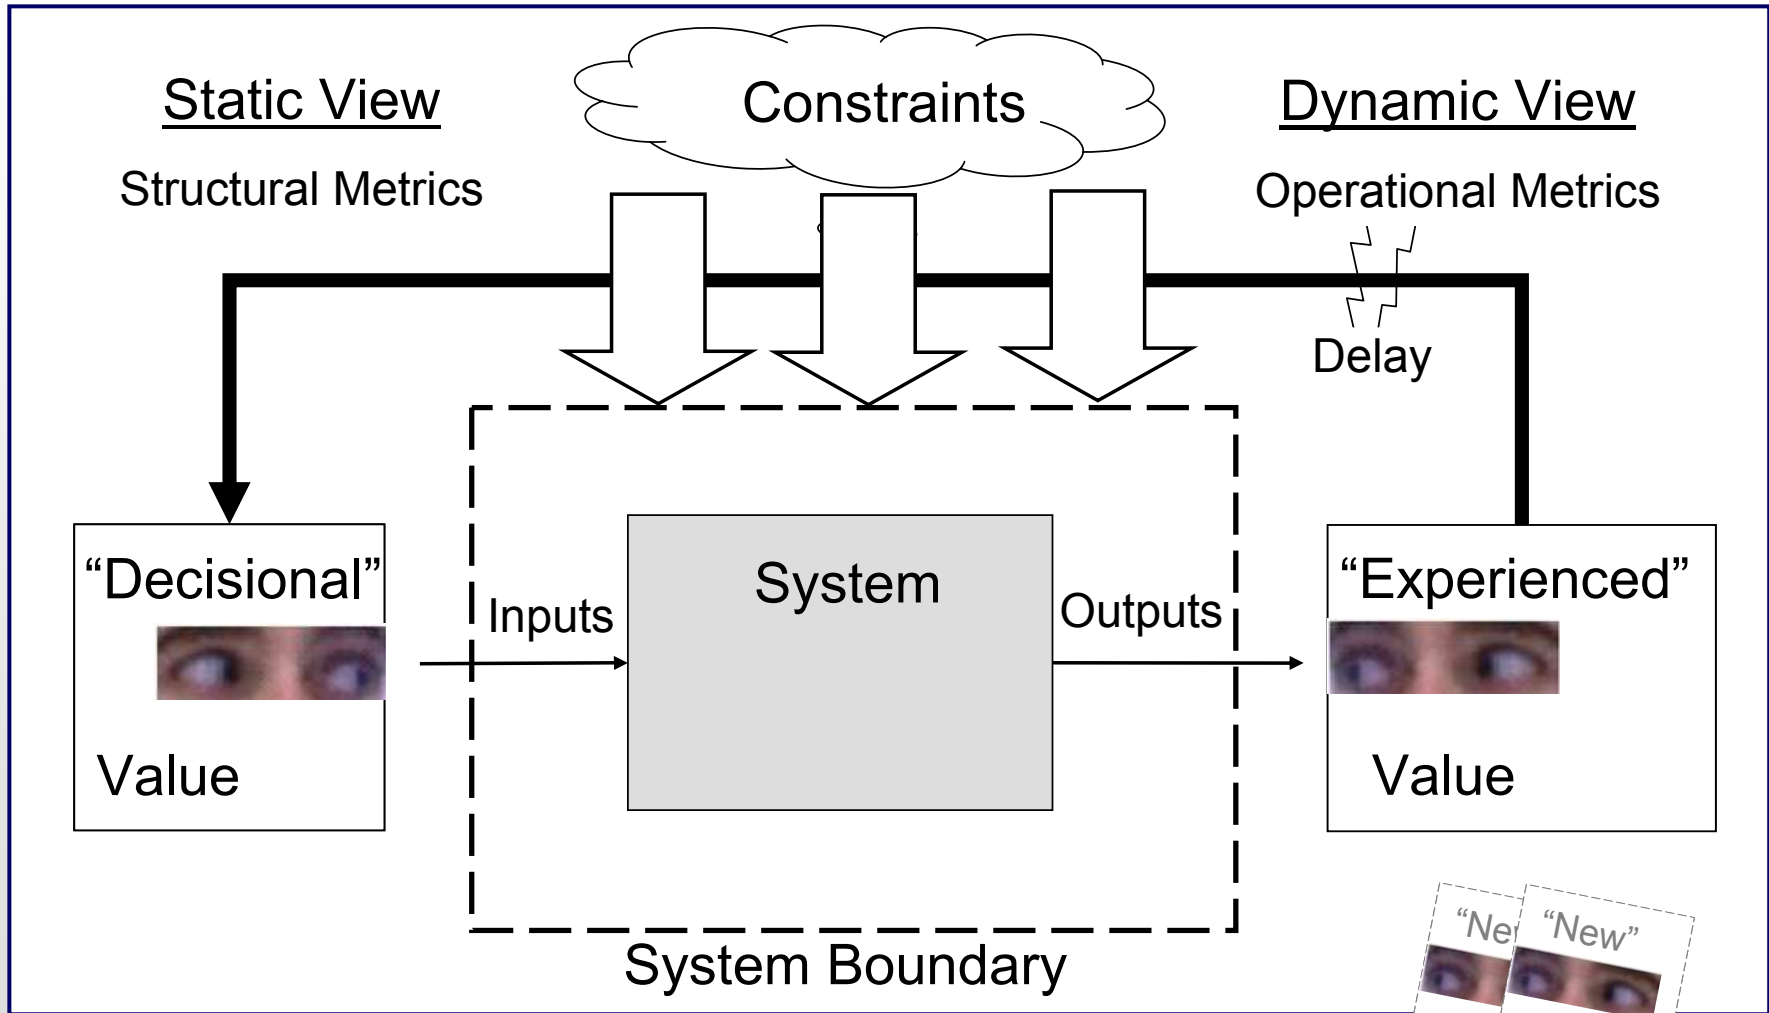 Static View
Constraints
Dynamic View
Structural Metrics
Operational Metrics
Delay
“Decisional”
Value
Inputs
System
Outputs
“Experienced”
Value
System Boundary
“New”